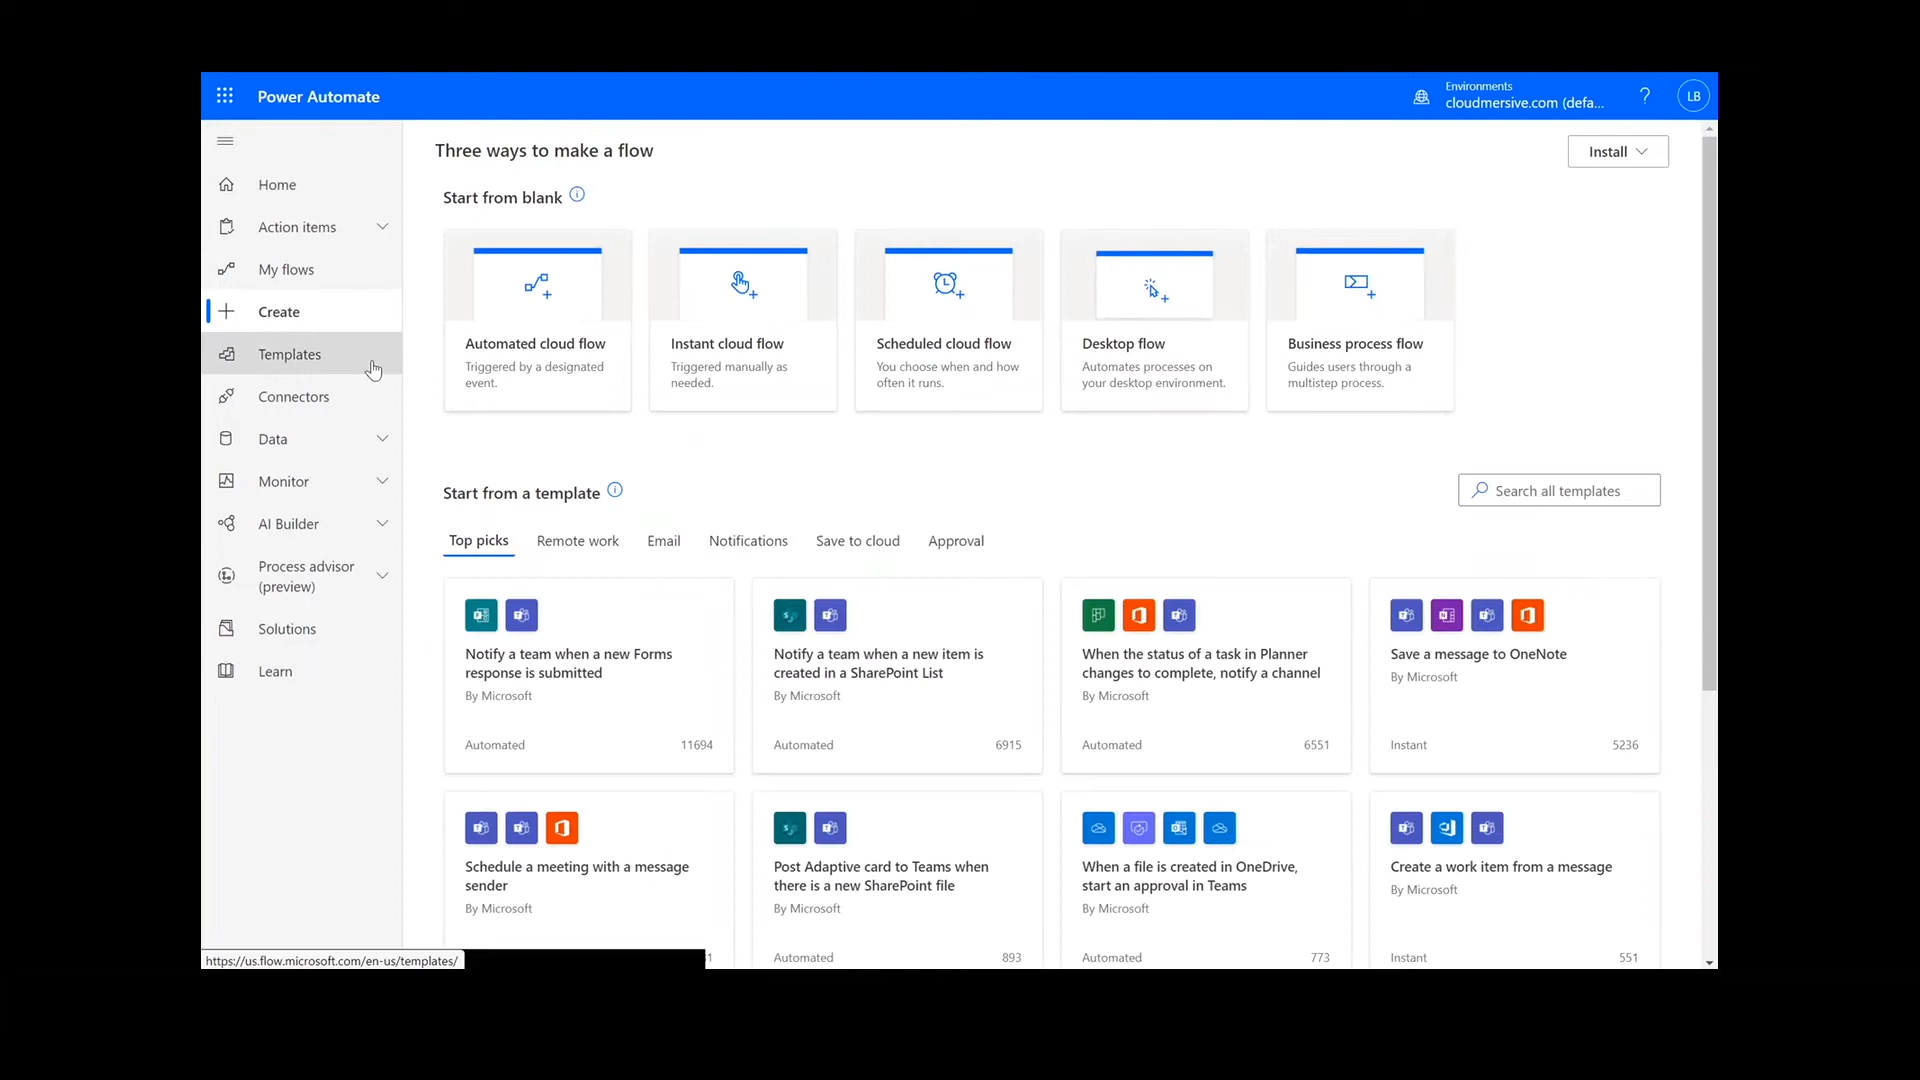 Power Automate
Environments
cloudmersive.com (defa...
?
LB
Home
Action items
My flows
Create
Templates
Connectors
Data
Monitor
AI Builder
Process advisor
(preview)
Solutions
Learn
Three ways to make a flow
Install
Start from blank
Automated cloud flow
Triggered by a designated
event.
Instant cloud flow
Triggered manually as
needed.
Scheduled cloud flow
You choose when and how
often it runs.
Desktop flow
Automates processes on
your desktop environment.
Business process flow
Guides users through a
multistep process.
Start from a template
Search all templates
Top picks
Remote work
Email
Notifications
Save to cloud
Approval
Notify a team when a new Forms
response is submitted
By Microsoft
Automated
11694
Notify a team when a new item is
created in a SharePoint List
By Microsoft
Automated
6915
When the status of a task in Planner
changes to complete, notify a channel
By Microsoft
Automated
6551
Save a message to OneNote
By Microsoft
Instant
5236
Schedule a meeting with a message
sender
By Microsoft
Post Adaptive card to Teams when
there is a new SharePoint file
By Microsoft
Automated
893
When a file is created in OneDrive,
start an approval in Teams
By Microsoft
Automated
773
Create a work item from a message
By Microsoft
Instant
551
https://us.flow.microsoft.com/en-us/templates/